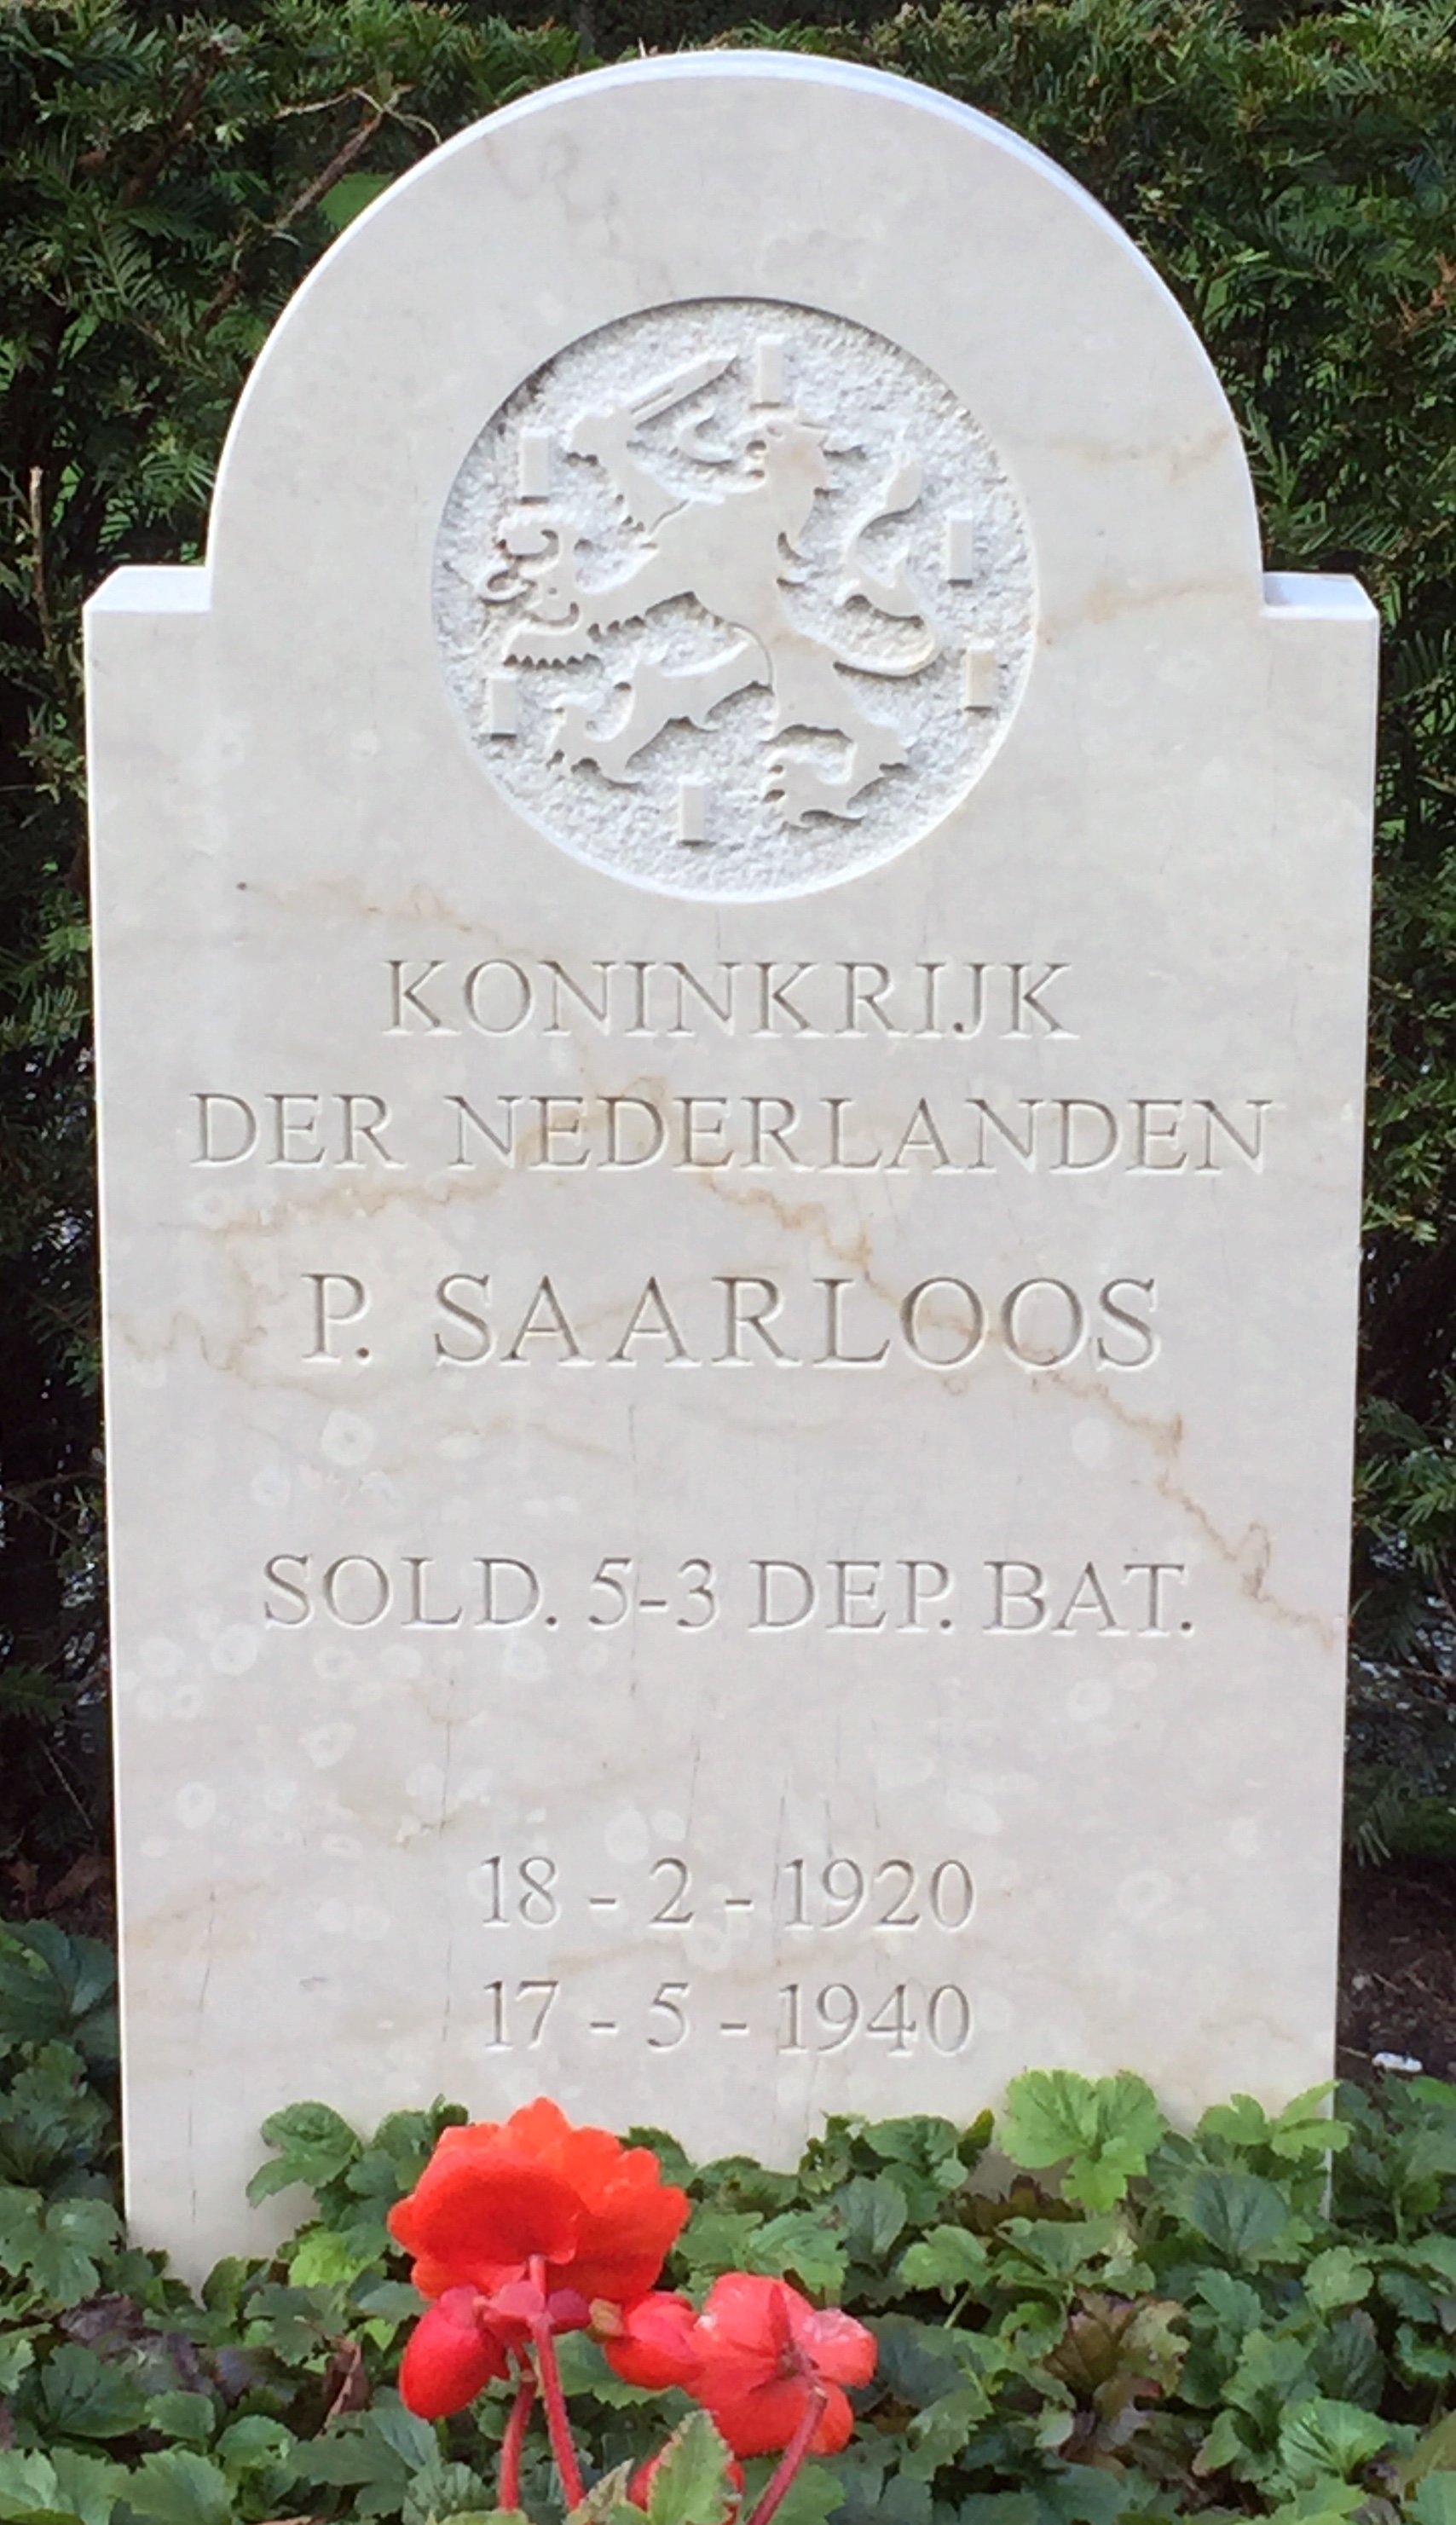 KONINKRIJK
DER NEDERLANDEN
P. SAARLOOS
SOLD. 5-3 DEP. BAT.
18 - 2 - 1920
17 - 5 - 1940